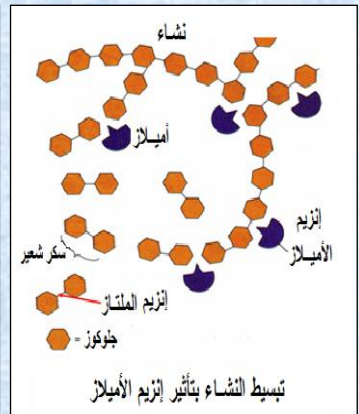 نشاء
أميلاز
إنزيم
الأميلاز
سكر شعير
إنزيم الملتاز
جلوكوز =
تبسيط النشاء بتأثير إنزيم الأميلاز